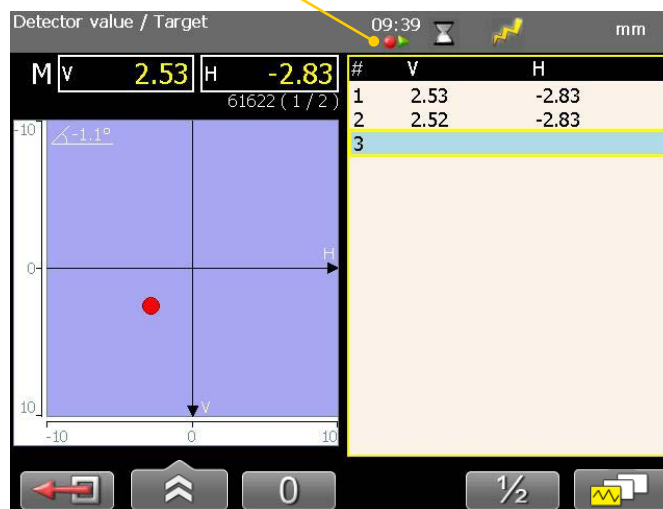 Detector value / Target
09:39
mm
M V 2.53 H -2.83
61622 ( 1 / 2 )
-10
-1.1°
H
0
10
V
-10 0 10
# V H
1 2.53 -2.83
2 2.52 -2.83
3
0
½